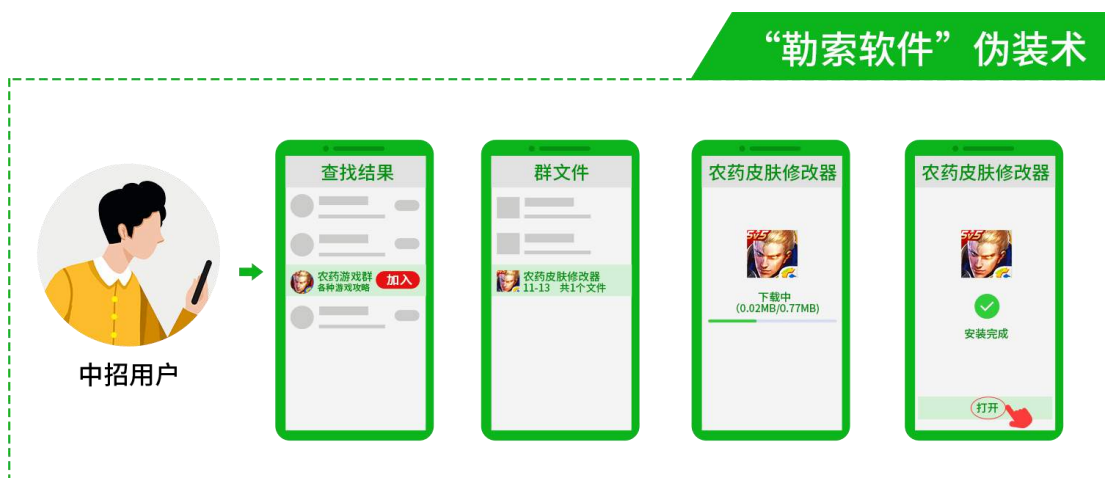 “勒索软件”伪装术
中招用户
查找结果
农药游戏群
各种游戏攻略
加入
群文件
农药皮肤修改器
11-13 共1个文件
农药皮肤修改器
5V5
下载中
(0.02MB/0.77MB)
农药皮肤修改器
5V5
安装完成
打开